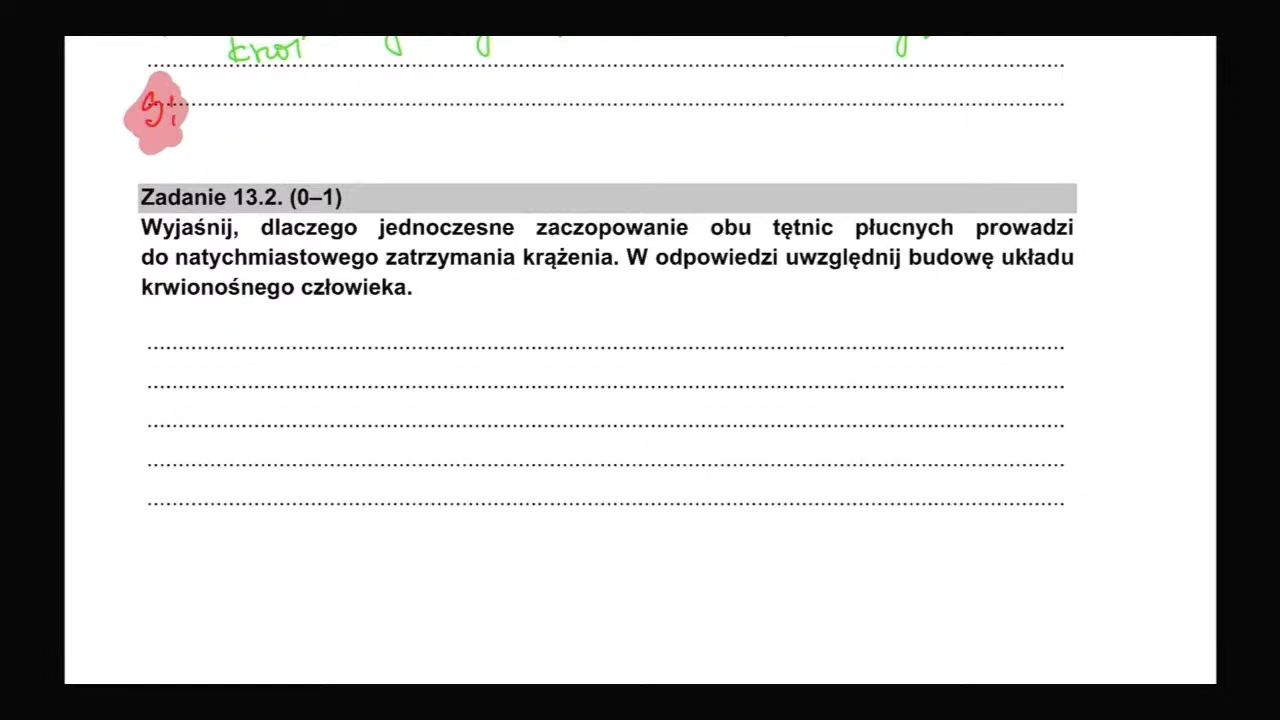 3!
Zadanie 13.2. (0–1)
Wyjaśnij, dlaczego jednoczesne zaczopowanie obu tętnic płucnych prowadzi
do natychmiastowego zatrzymania krążenia. W odpowiedzi uwzględnij budowę układu
krwionośnego człowieka.